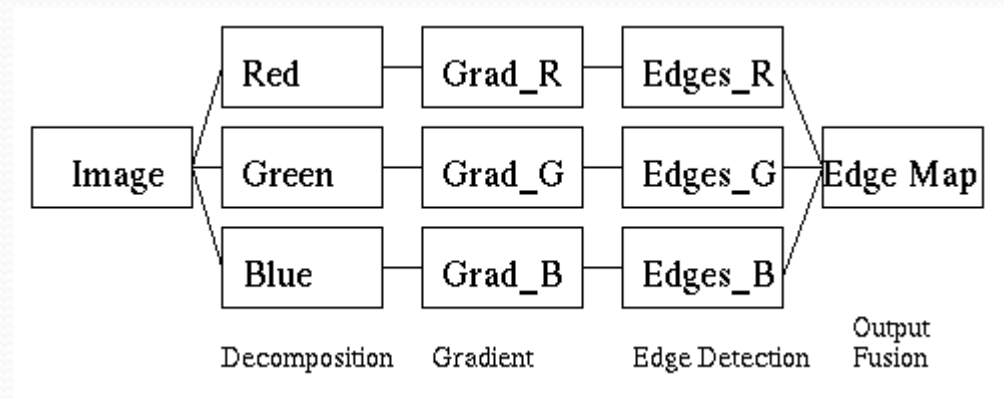 Red
Grad_R
Edges_R
Image
Green
Grad_G
Edges_G
Edge Map
Blue
Grad_B
Edges_B
Decomposition
Gradient
Edge Detection
Output
Fusion